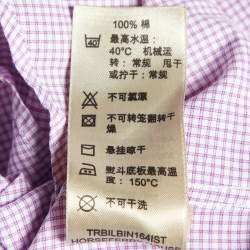 100% 棉
最高水温：
40°C 机械运
转：常规 甩干
或拧干：常规
不可氯漂
不可转笼翻转干
燥
悬挂晾干
熨斗底板最高温
度：150°C
不可干洗
TRBILBIN164IST
HORSEFERRY HOUSE